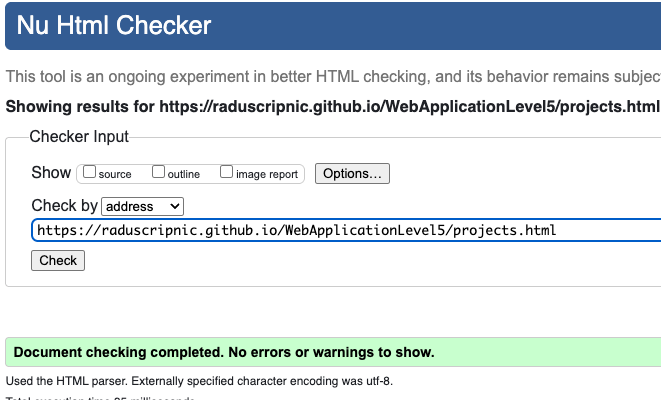 Nu Html Checker
This tool is an ongoing experiment in better HTML checking, and its behavior remains subjec
Showing results for https://raduscripnic.github.io/WebApplicationLevel5/projects.html
Checker Input
Show source outline image report Options...
Check by address
https://raduscripnic.github.io/WebApplicationLevel5/projects.html
Check
Document checking completed. No errors or warnings to show.
Used the HTML parser. Externally specified character encoding was utf-8.